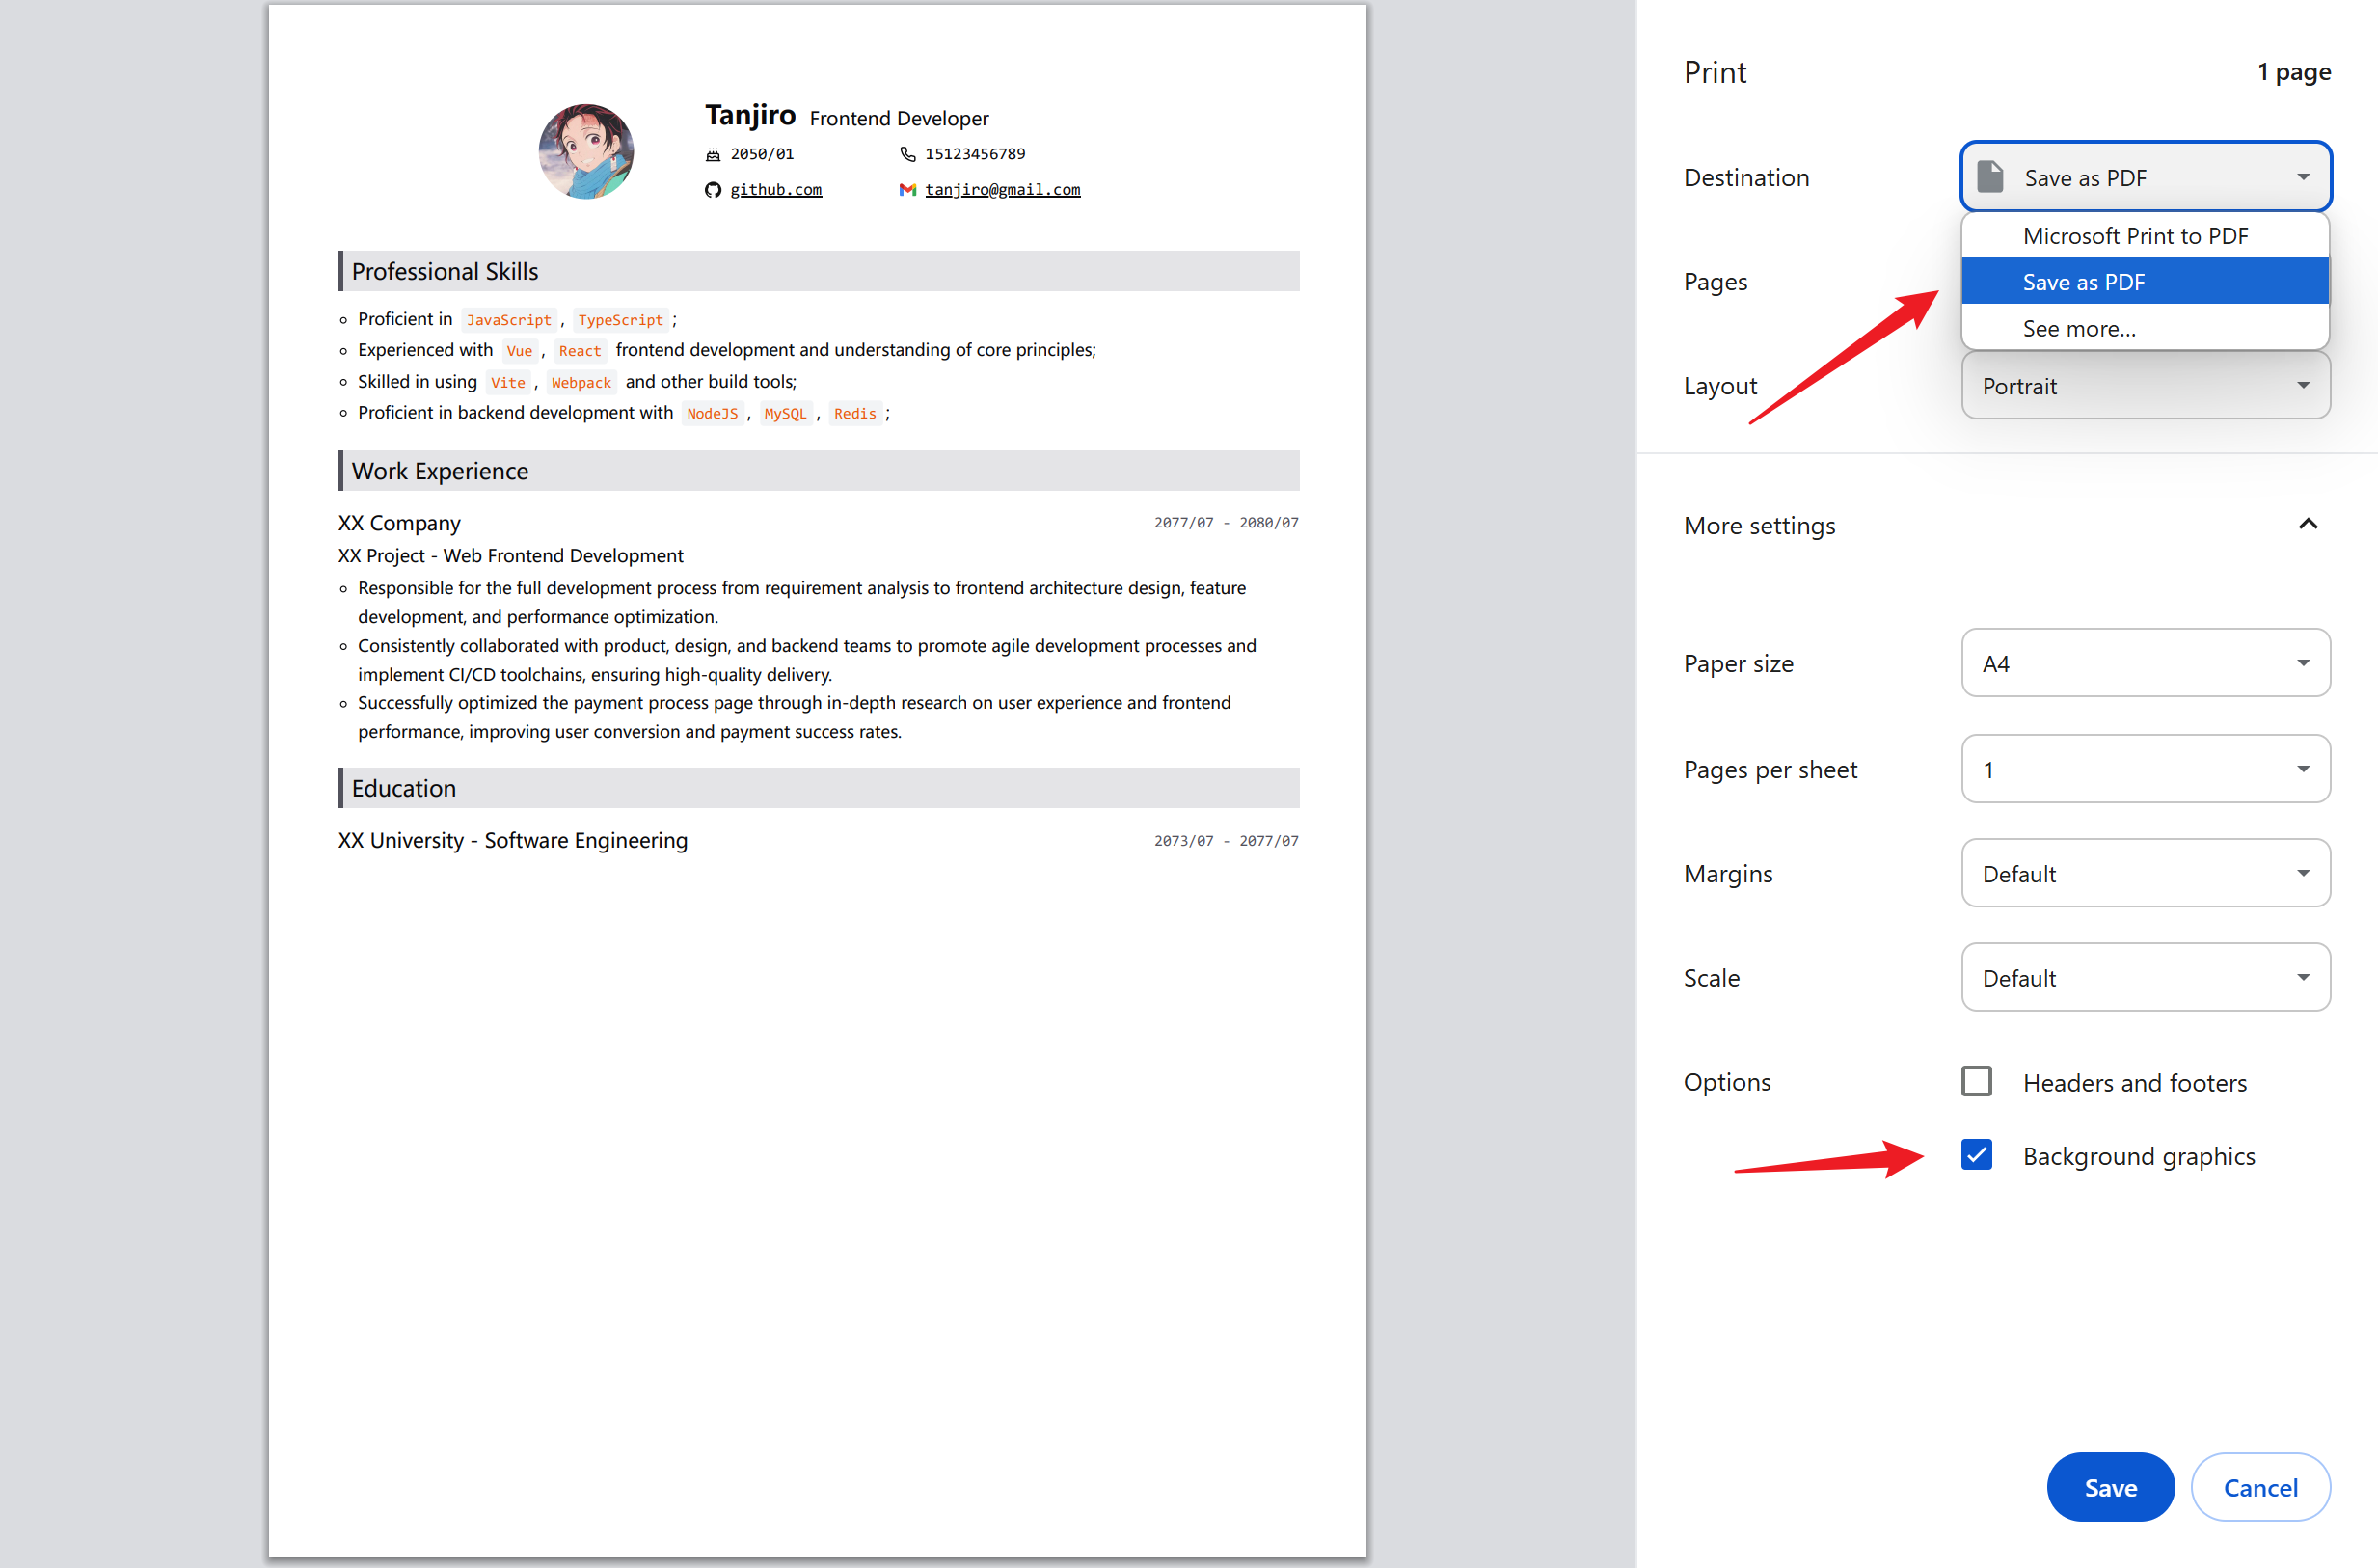 Tanjiro Frontend Developer
2050/01 15123456789
github.com tanjiro@gmail.com
Professional Skills
Proficient in JavaScript, TypeScript;
Experienced with Vue, React frontend development and understanding of core principles;
Skilled in using Vite, Webpack and other build tools;
Proficient in backend development with NodeJS, MySQL, Redis;
Work Experience
XX Company 2077/07 - 2080/07
XX Project - Web Frontend Development
Responsible for the full development process from requirement analysis to frontend architecture design, feature
development, and performance optimization.
Consistently collaborated with product, design, and backend teams to promote agile development processes and
implement CI/CD toolchains, ensuring high-quality delivery.
Successfully optimized the payment process page through in-depth research on user experience and frontend
performance, improving user conversion and payment success rates.
Education
XX University - Software Engineering 2073/07 - 2077/07
Print 1 page
Destination Save as PDF
Microsoft Print to PDF
Pages Save as PDF
See more...
Layout Portrait
More settings
Paper size A4
Pages per sheet 1
Margins Default
Scale Default
Options Headers and footers
Background graphics
Save Cancel